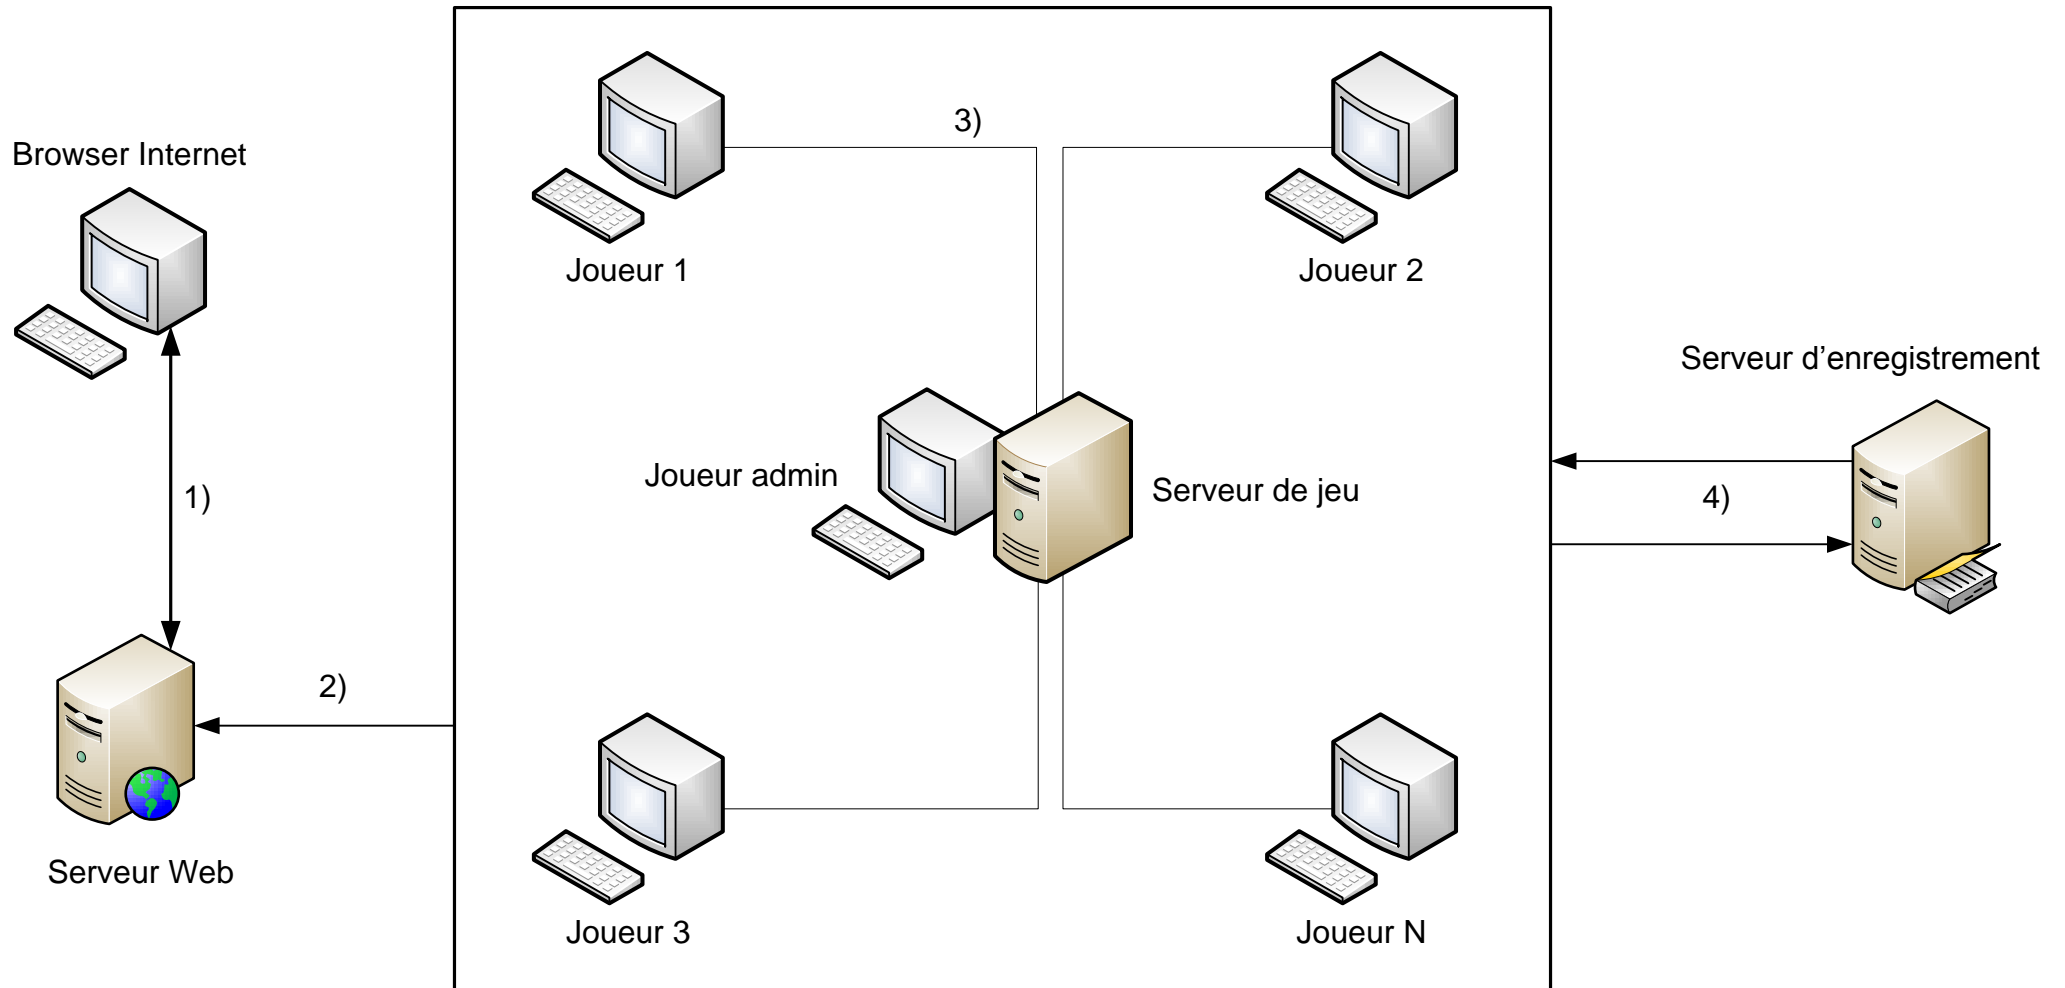 3)
Browser Internet
Joueur 1
Joueur 2
Serveur d’enregistrement
Joueur admin
Serveur de jeu
1)
4)
2)
Serveur Web
Joueur 3
Joueur N